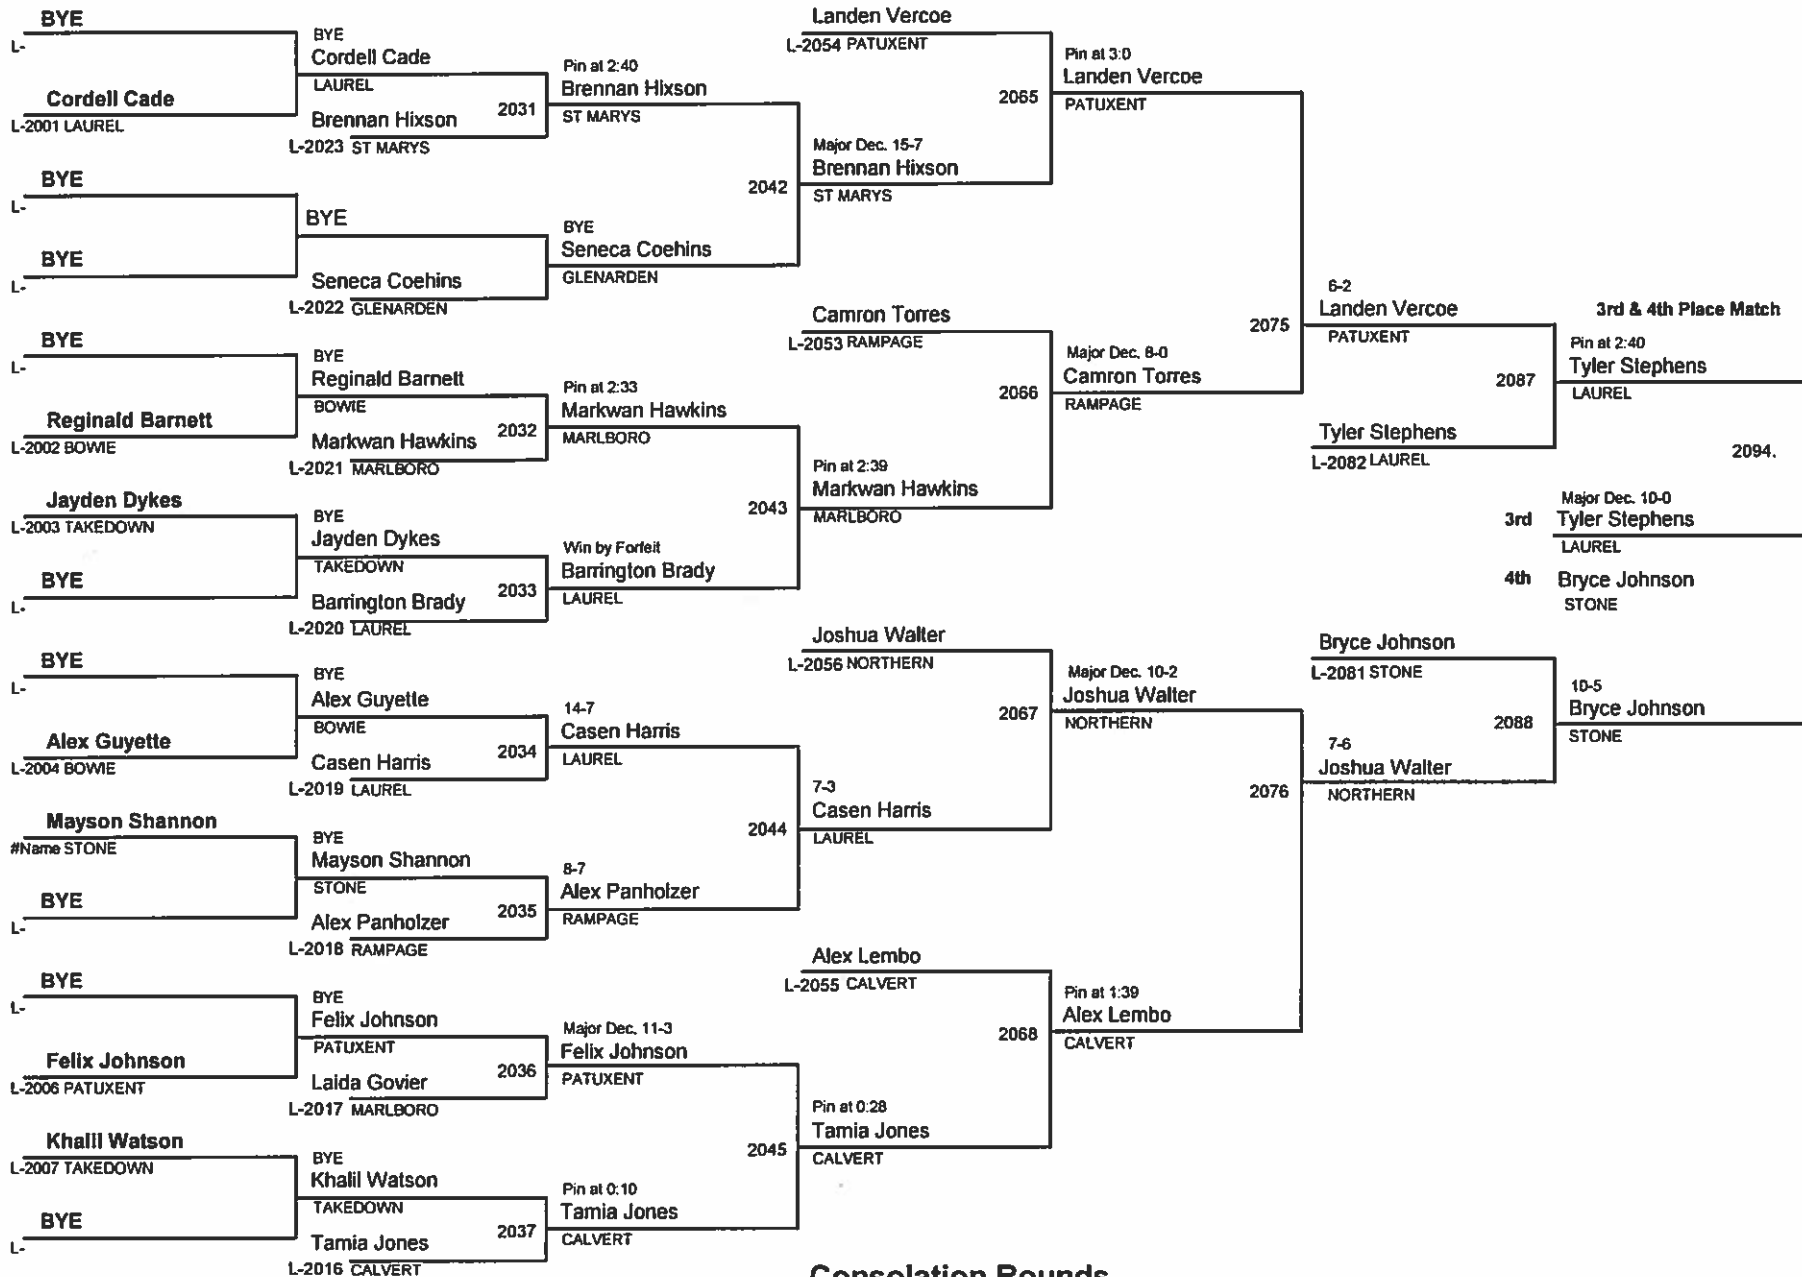 BYE
L-
Cordell Cade
L-2001 LAUREL
BYE
L-
BYE
L-
BYE
L-
Reginald Barnett
L-2002 BOWIE
Jayden Dykes
L-2003 TAKEDOWN
BYE
L-
BYE
L-
Alex Guyette
L-2004 BOWIE
Mayson Shannon
#Name STONE
BYE
L-
BYE
L-
Felix Johnson
L-2006 PATUXENT
Khalil Watson
L-2007 TAKEDOWN
BYE
L-
BYE
Cordell Cade
LAUREL
Brennan Hixson
L-2023 ST MARYS
2031
BYE
Seneca Coehins
L-2022 GLENARDEN
BYE
Reginald Barnett
BOWIE
Markwan Hawkins
L-2021 MARLBORO
2032
BYE
Jayden Dykes
TAKEDOWN
Barrington Brady
L-2020 LAUREL
2033
BYE
Alex Guyette
BOWIE
Casen Harris
L-2019 LAUREL
2034
BYE
Mayson Shannon
STONE
Alex Panholzer
L-2018 RAMPAGE
2035
BYE
Felix Johnson
PATUXENT
Laida Govier
L-2017 MARLBORO
2036
BYE
Khalil Watson
TAKEDOWN
Tamia Jones
L-2016 CALVERT
2037
Pin at 2:40
Brennan Hixson
ST MARYS
2042
BYE
Seneca Coehins
GLENARDEN
Pin at 2:33
Markwan Hawkins
MARLBORO
2043
Win by Forfeit
Barrington Brady
LAUREL
14-7
Casen Harris
LAUREL
2044
8-7
Alex Panholzer
RAMPAGE
Major Dec. 11-3
Felix Johnson
PATUXENT
2045
Pin at 0:10
Tamia Jones
CALVERT
Landen Vercoe
L-2054 PATUXENT
2065
Major Dec. 15-7
Brennan Hixson
ST MARYS
Camron Torres
L-2053 RAMPAGE
2066
Pin at 2:39
Markwan Hawkins
MARLBORO
Joshua Walter
L-2056 NORTHERN
2067
7-3
Casen Harris
LAUREL
Alex Lembo
L-2055 CALVERT
2068
Pin at 0:28
Tamia Jones
CALVERT
Pin at 3:0
Landen Vercoe
PATUXENT
2075
Major Dec. 8-0
Camron Torres
RAMPAGE
Major Dec. 10-2
Joshua Walter
NORTHERN
2076
Pin at 1:39
Alex Lembo
CALVERT
6-2
Landen Vercoe
PATUXENT
2087
Tyler Stephens
L-2082 LAUREL
Bryce Johnson
L-2081 STONE
2088
7-6
Joshua Walter
NORTHERN
3rd & 4th Place Match
Pin at 2:40
Tyler Stephens
LAUREL
2094.
Major Dec. 10-0
3rd Tyler Stephens
LAUREL
4th Bryce Johnson
STONE
10-5
Bryce Johnson
STONE
Consolation Rounds